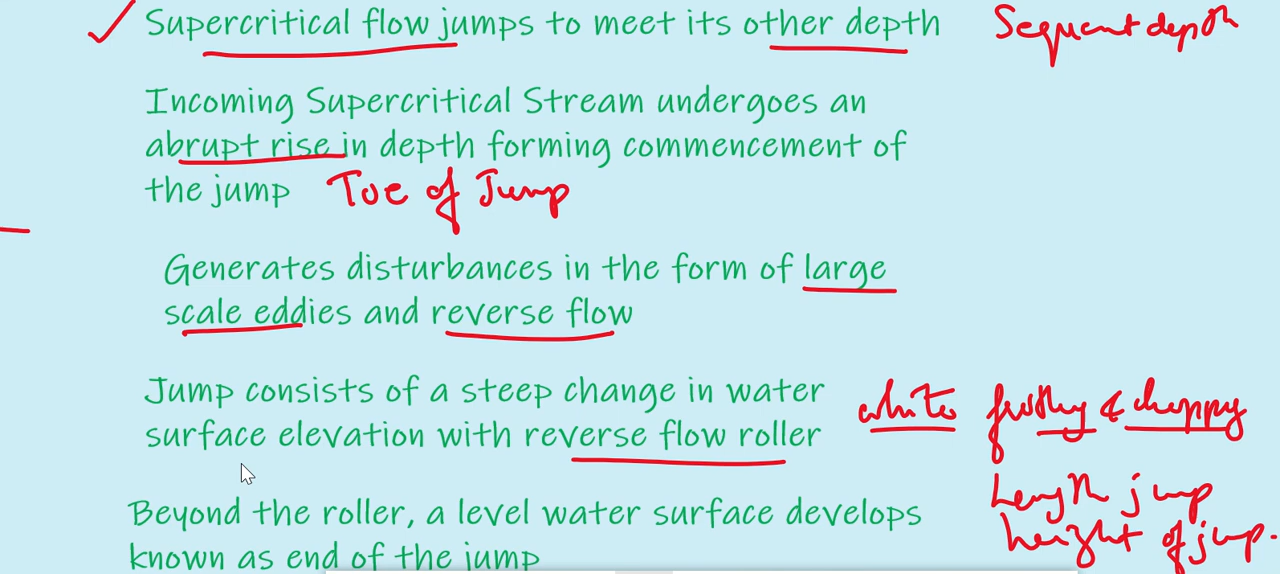 Supercritical flow jumps to meet its other depth Sequent depth
Incoming Supercritical Stream undergoes an
abrupt rise in depth forming commencement of
the jump Toe of Jump
Generates disturbances in the form of large
scale eddies and reverse flow
Jump consists of a steep change in water
surface elevation with reverse flow roller
white frothy & choppy
Length jump
height of jump.
Beyond the roller, a level water surface develops
known as end of the jump